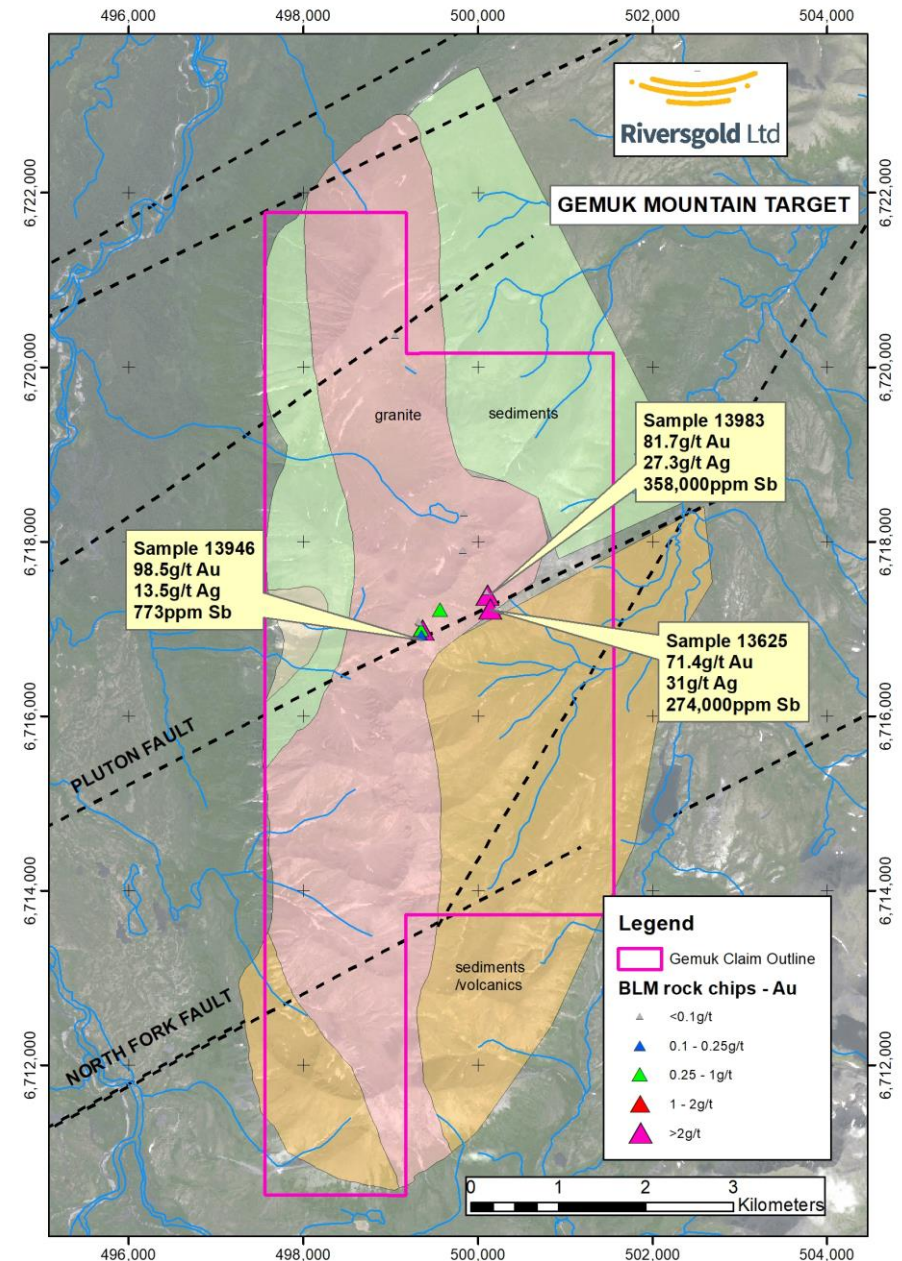 496,000
498,000
500,000
502,000
504,000
Riversgold Ltd
GEMUK MOUNTAIN TARGET
6,722,000
6,722,000
6,720,000
6,720,000
granite
sediments
Sample 13983
81.7g/t Au
27.3g/t Ag
358,000ppm Sb
6,718,000
6,718,000
Sample 13946
98.5g/t Au
13.5g/t Ag
773ppm Sb
Sample 13625
71.4g/t Au
31g/t Ag
274,000ppm Sb
6,716,000
6,716,000
PLUTON FAULT
6,714,000
6,714,000
sediments
/volcanics
NORTH FORK FAULT
6,712,000
6,712,000
Legend
Gemuk Claim Outline
BLM rock chips - Au
<0.1g/t
0.1 - 0.25g/t
0.25 - 1g/t
1 - 2g/t
>2g/t
0 1 2 3
Kilometers
496,000
498,000
500,000
502,000
504,000